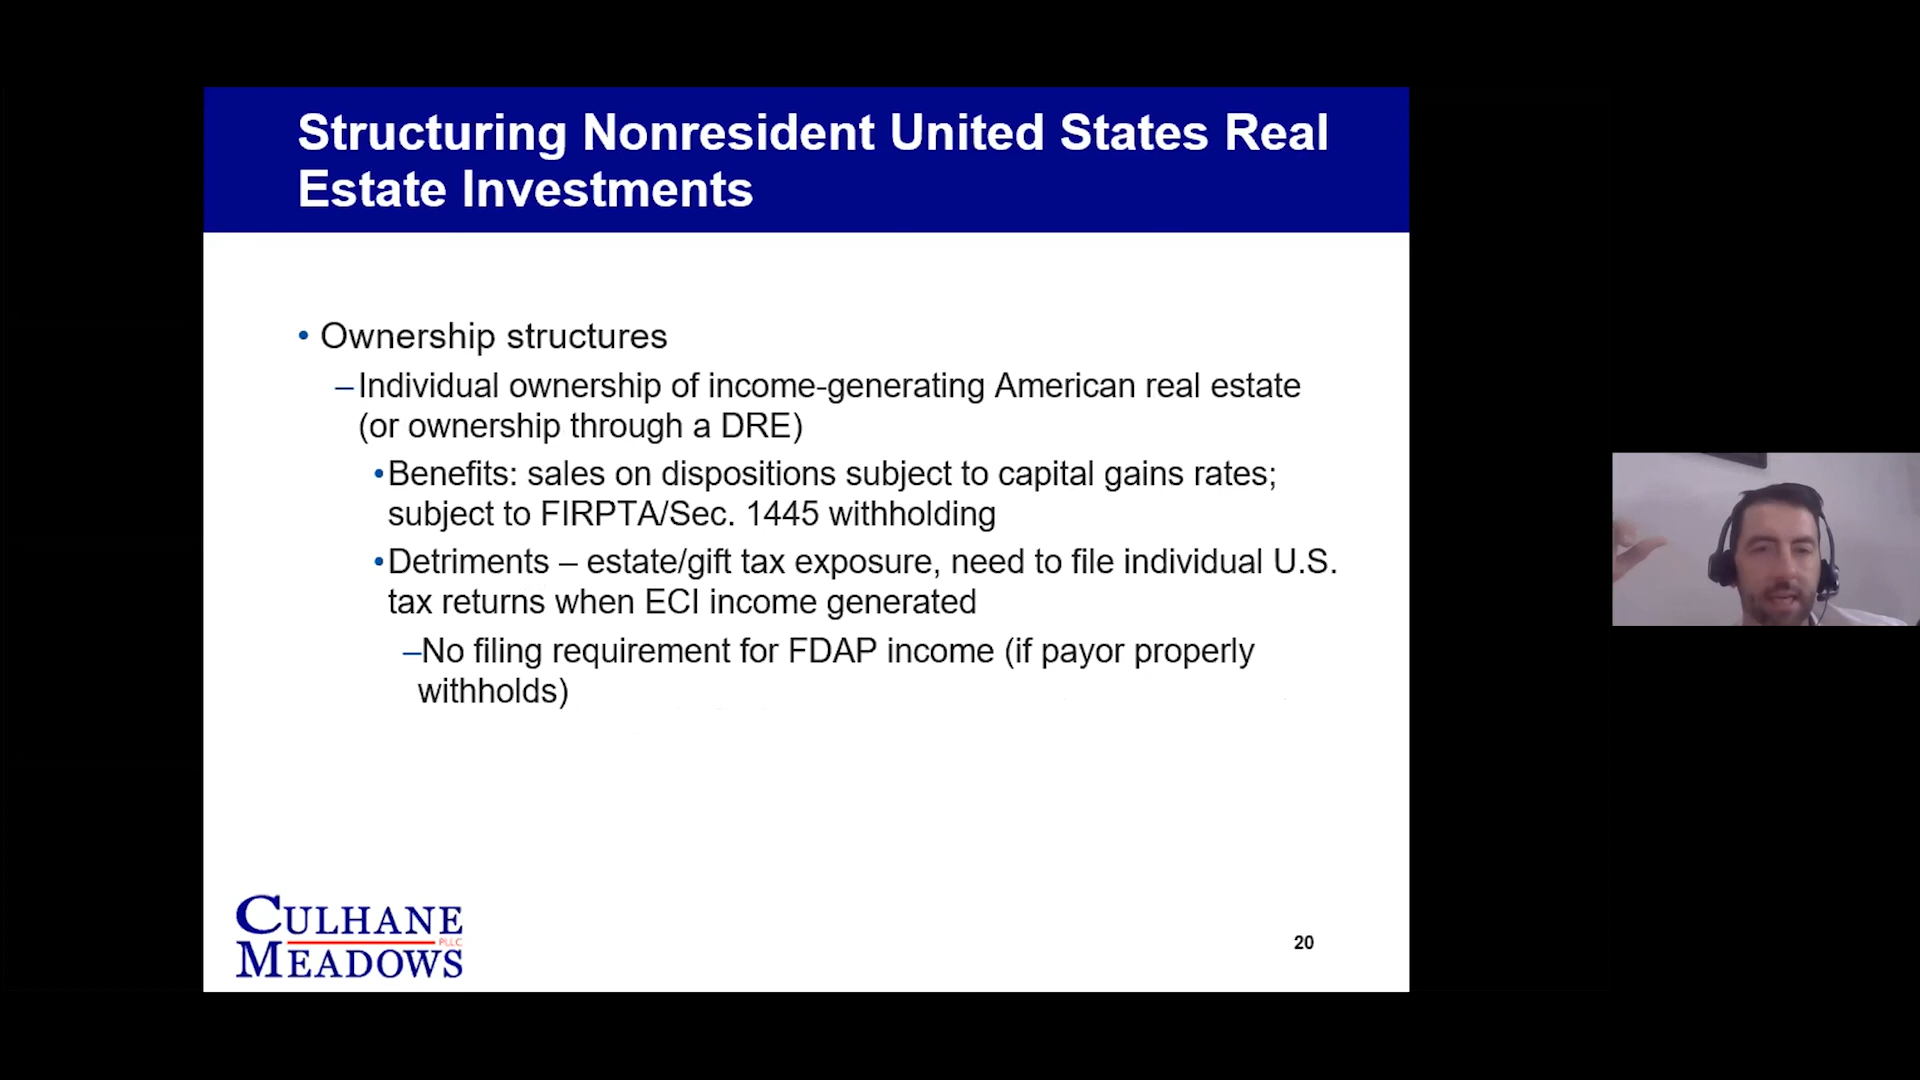 Structuring Nonresident United States Real
Estate Investments
• Ownership structures
–Individual ownership of income-generating American real estate
(or ownership through a DRE)
•Benefits: sales on dispositions subject to capital gains rates;
subject to FIRPTA/Sec. 1445 withholding
•Detriments – estate/gift tax exposure, need to file individual U.S.
tax returns when ECI income generated
–No filing requirement for FDAP income (if payor properly
withholds)
CULHANE
PLLC
MEADOWS
20